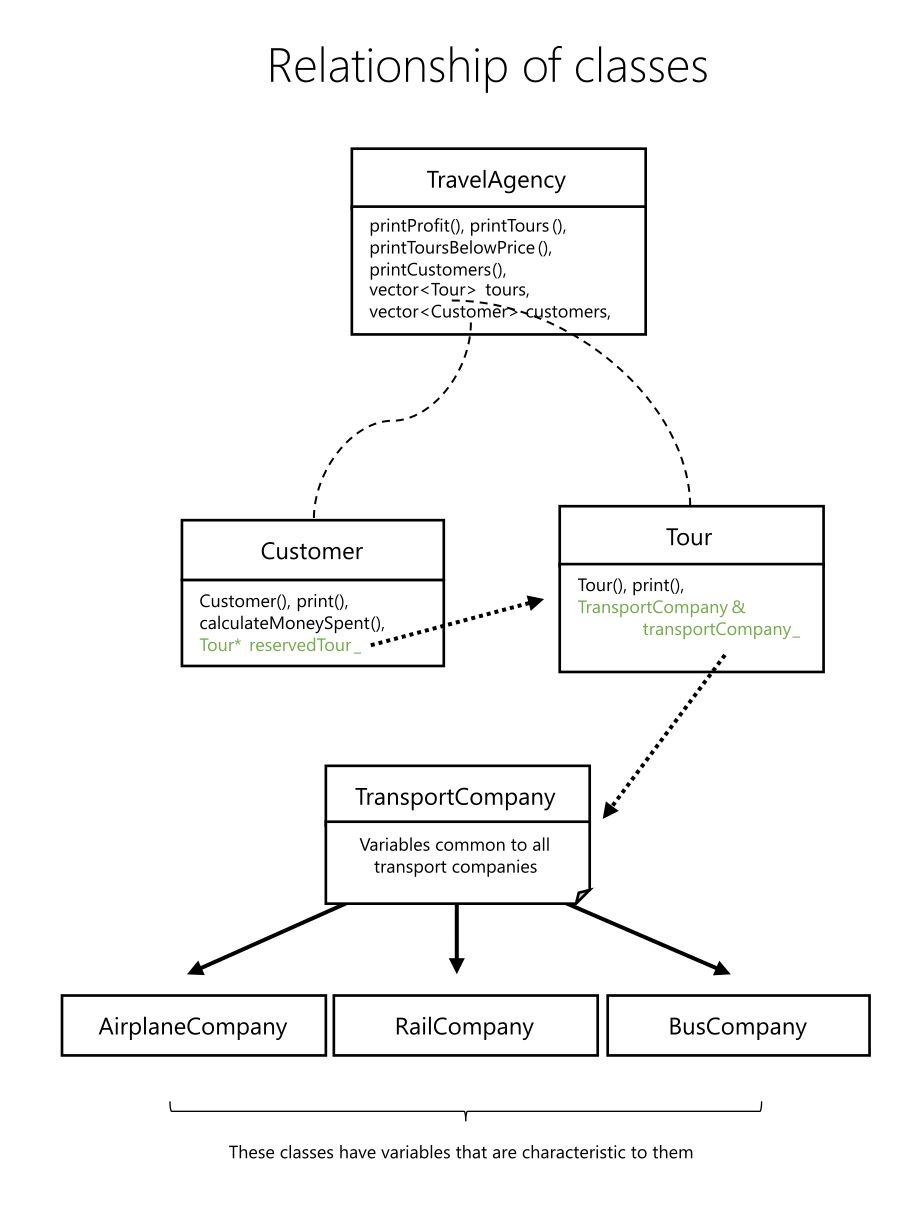 Relationship of classes
TravelAgency
printProfit(), printTours(),
printToursBelowPrice(),
printCustomers(),
vector<Tour> tours,
vector<Customer> customers,
Customer
Customer(), print(),
calculateMoneySpent(),
Tour* reservedTour_
Tour
Tour(), print(),
TransportCompany &
transportCompany_
TransportCompany
Variables common to all
transport companies
AirplaneCompany
RailCompany
BusCompany
These classes have variables that are characteristic to them